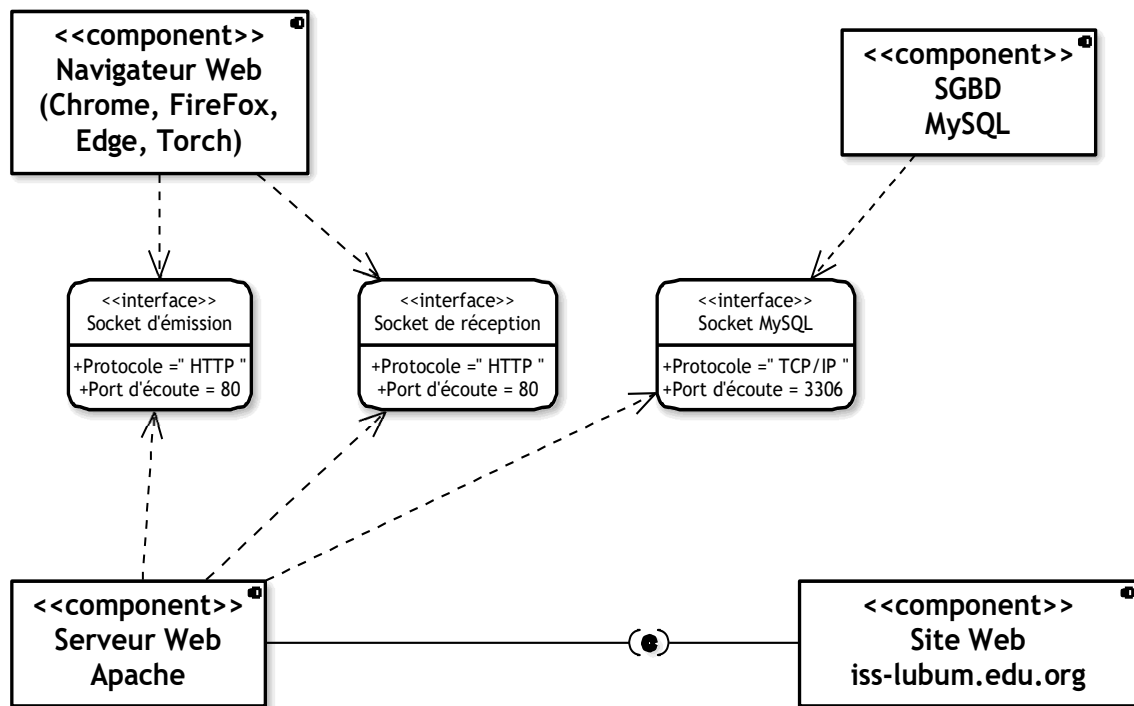 <<component>>
Navigateur Web
(Chrome, FireFox,
Edge, Torch)
<<component>>
SGBD
MySQL
<<interface>>
Socket d'émission
+Protocole =" HTTP "
+Port d'écoute = 80
<<interface>>
Socket de réception
+Protocole =" HTTP "
+Port d'écoute = 80
<<interface>>
Socket MySQL
+Protocole =" TCP/IP "
+Port d'écoute = 3306
<<component>>
Serveur Web
Apache
<<component>>
Site Web
iss-lubum.edu.org